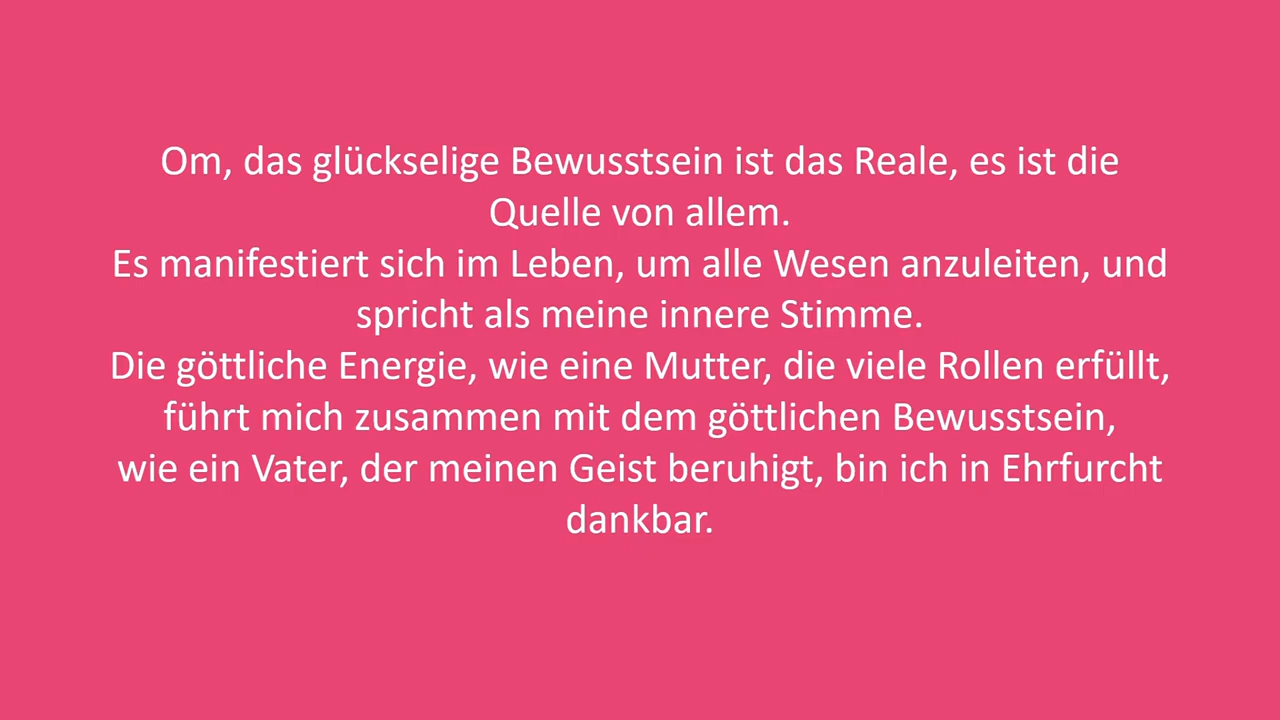 Om, das glückselige Bewusstsein ist das Reale, es ist die
Quelle von allem.
Es manifestiert sich im Leben, um alle Wesen anzuleiten, und
spricht als meine innere Stimme.
Die göttliche Energie, wie eine Mutter, die viele Rollen erfüllt,
führt mich zusammen mit dem göttlichen Bewusstsein,
wie ein Vater, der meinen Geist beruhigt, bin ich in Ehrfurcht
dankbar.